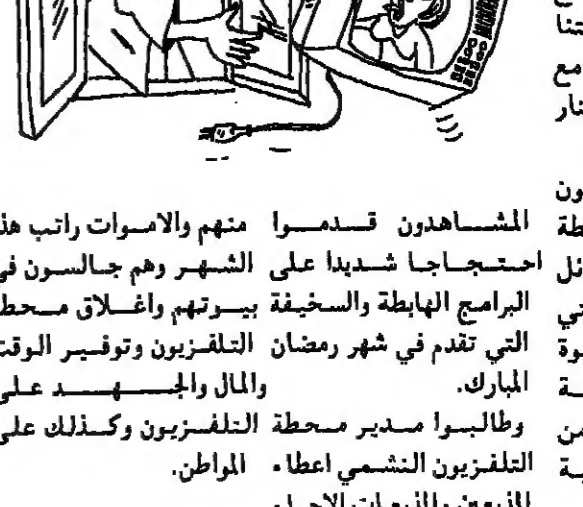 المشاهدون قدموا
احتجاجا شديدا على
البرامج الهابطة والسخيفة
التي تقدم في شهر رمضان
المبارك.
وطالبوا مدير محطة
التلفزيون النشمي اعطاء
المذيعين والمذيعات الاحياء
منهم والاموات راتب هذا
الشهر وهم جالسون في
بيوتهم واغلاق محطة
التلفزيون وتوفير الوقت
والمال والجهد على
التلفزيون وكذلك على
المواطن.